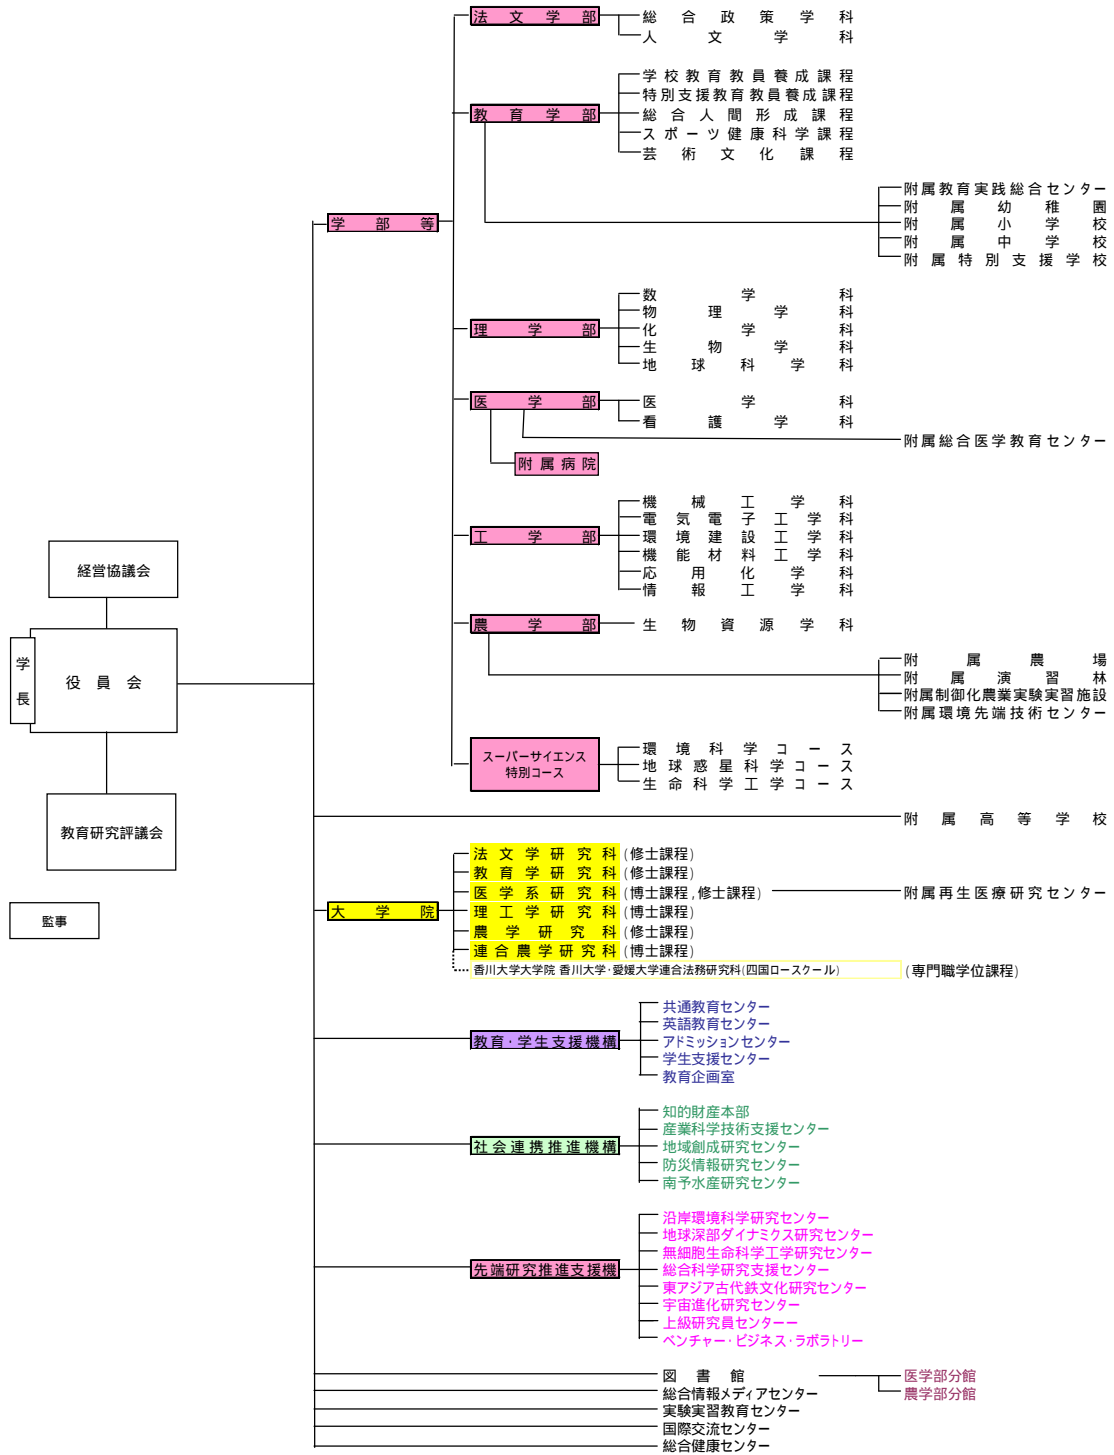 法文学部
総合政策学科
人文学科
教育学部
学校教育教員養成課程
特別支援教育教員養成課程
総合人間形成課程
スポーツ健康科学課程
芸術文化課程
附属教育実践総合センター
附属幼稚園
附属小学校
附属中学校
附属特別支援学校
学部等
理学部
数学科
物理学科
化学科
生物学科
地球科学科
医学部
医学科
看護学科
附属総合医学教育センター
附属病院
工学部
機械工学科
電気電子工学科
環境建設工学科
機能材料工学科
応用化学科
情報工学科
農学部
生物資源学科
附属農場
附属演習林
附属制御化農業実験実習施設
附属環境先端技術センター
スーパーサイエンス
特別コース
環境科学コース
地球惑星科学コース
生命科学工学コース
経営協議会
学長
役員会
教育研究評議会
監事
附属高等学校
大学院
法文学研究科(修士課程)
教育学研究科(修士課程)
医学系研究科(博士課程,修士課程)
附属再生医療研究センター
理工学研究科(博士課程)
農学研究科(修士課程)
連合農学研究科(博士課程)
香川大学大学院 香川大学・愛媛大学連合法務研究科(四国ロースクール)
(専門職学位課程)
教育・学生支援機構
共通教育センター
英語教育センター
アドミッションセンター
学生支援センター
教育企画室
社会連携推進機構
知的財産本部
産業科学技術支援センター
地域創成研究センター
防災情報研究センター
南予水産研究センター
先端研究推進支援機
沿岸環境科学研究センター
地球深部ダイナミクス研究センター
無細胞生命科学工学研究センター
総合科学研究支援センター
東アジア古代鉄文化研究センター
宇宙進化研究センター
上級研究員センターー
ベンチャー・ビジネス・ラボラトリー
図書館
医学部分館
農学部分館
総合情報メディアセンター
実験実習教育センター
国際交流センター
総合健康センター